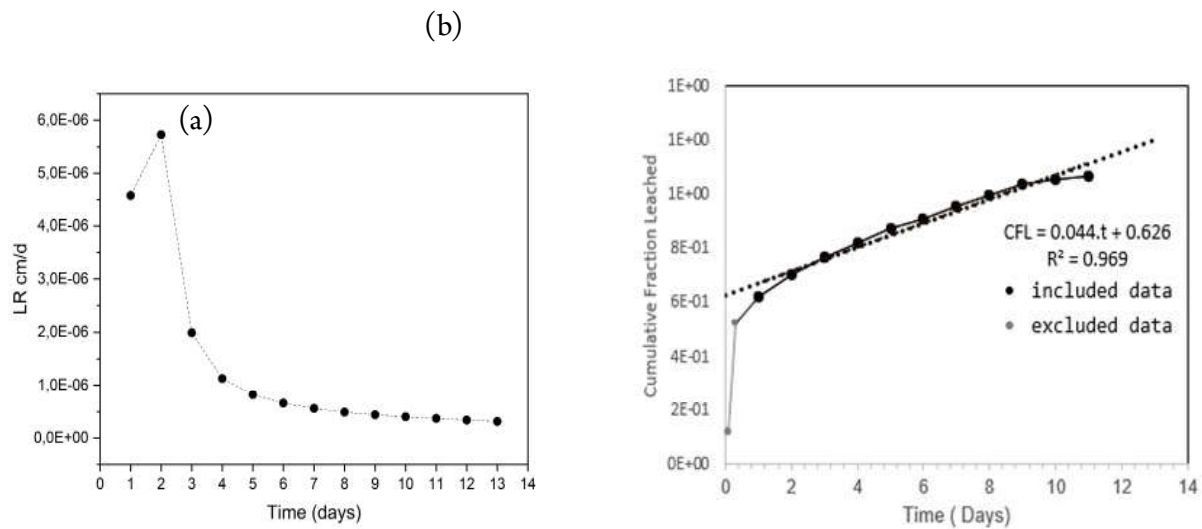 (b)
(a)
6,0E-06
5,0E-06
4,0E-06
3,0E-06
2,0E-06
1,0E-06
0,0E+00
LR cm/d
0 1 2 3 4 5 6 7 8 9 10 11 12 13 14
Time (days)
1E+00
1E+00
1E+00
8E-01
6E-01
4E-01
2E-01
0E+00
Cumulative Fraction Leached
CFL = 0.044.t + 0.626
R² = 0.969
included data
excluded data
0 2 4 6 8 10 12 14
Time ( Days)